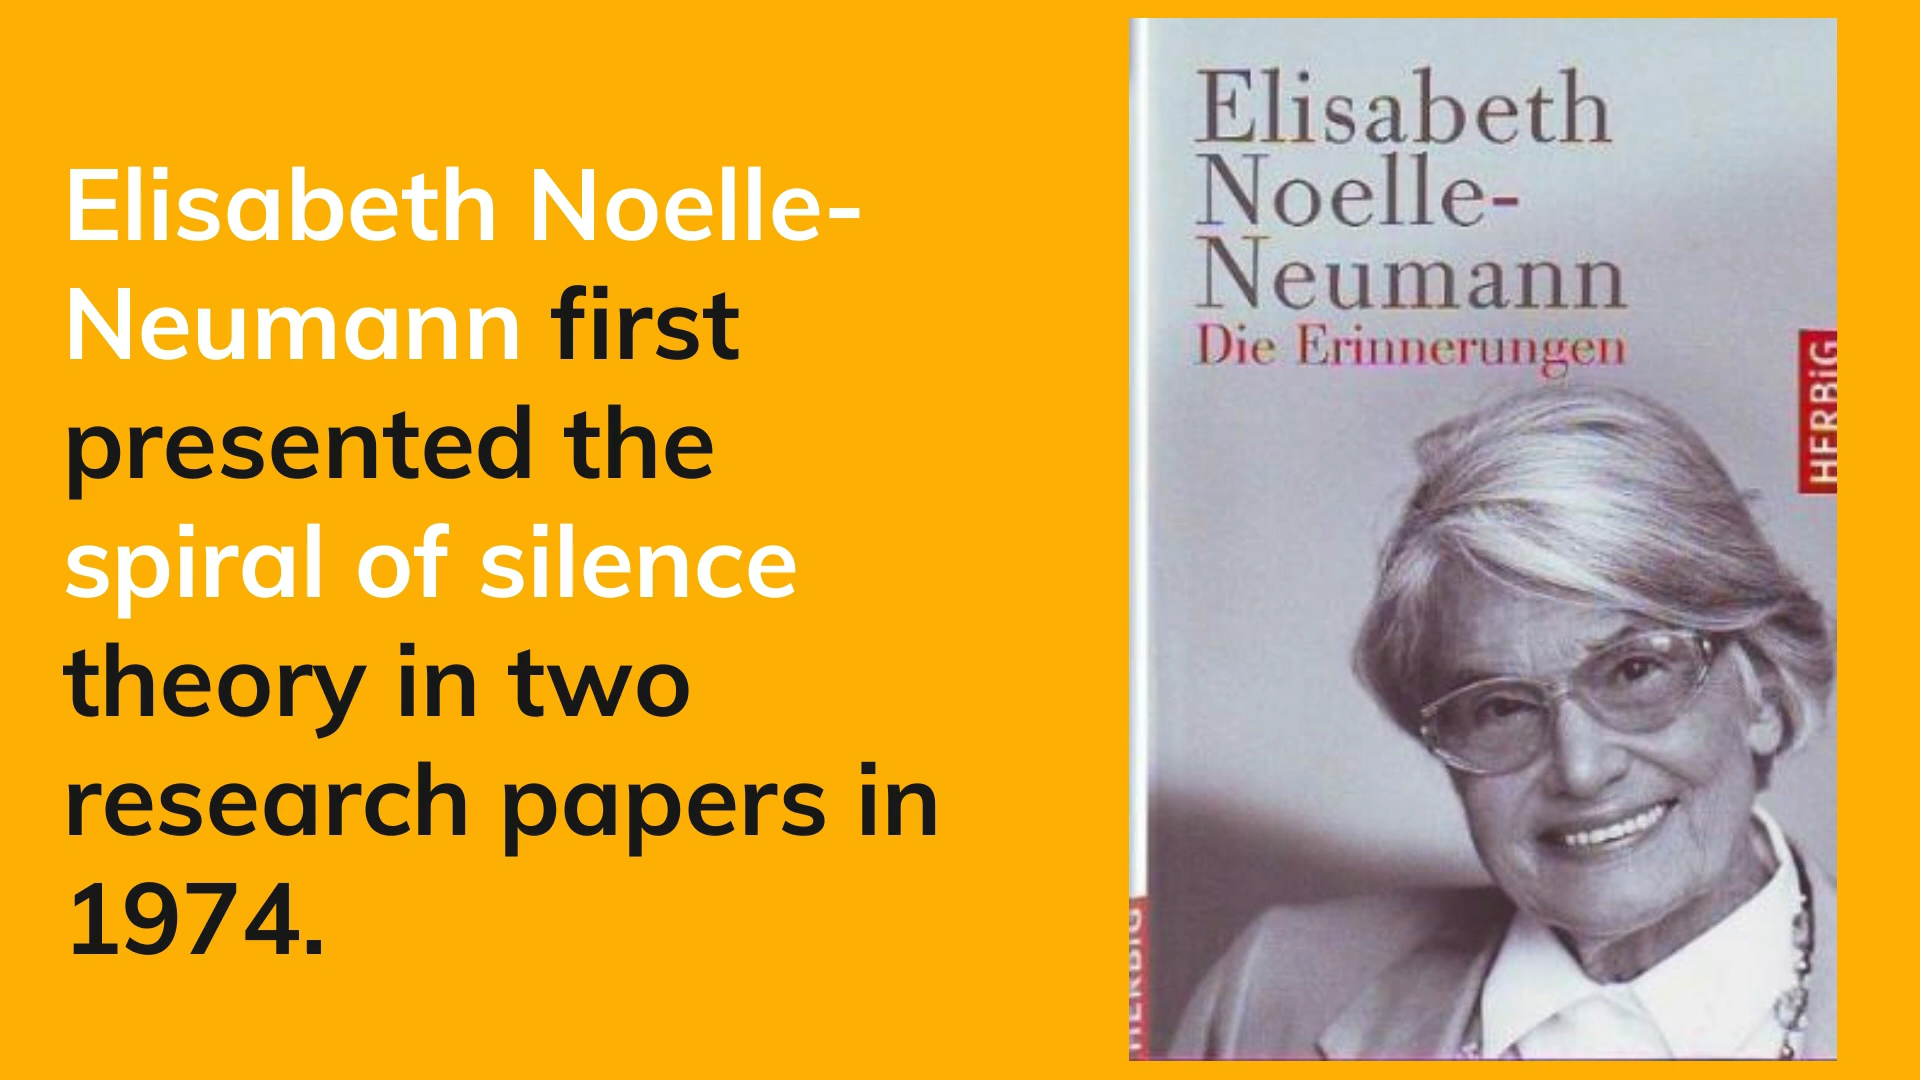 Elisabeth Noelle-
Neumann first
presented the
spiral of silence
theory in two
research papers in
1974.
Elisabeth
Noelle-
Neumann
Die Erinnerungen
HERBiG
HERBiG